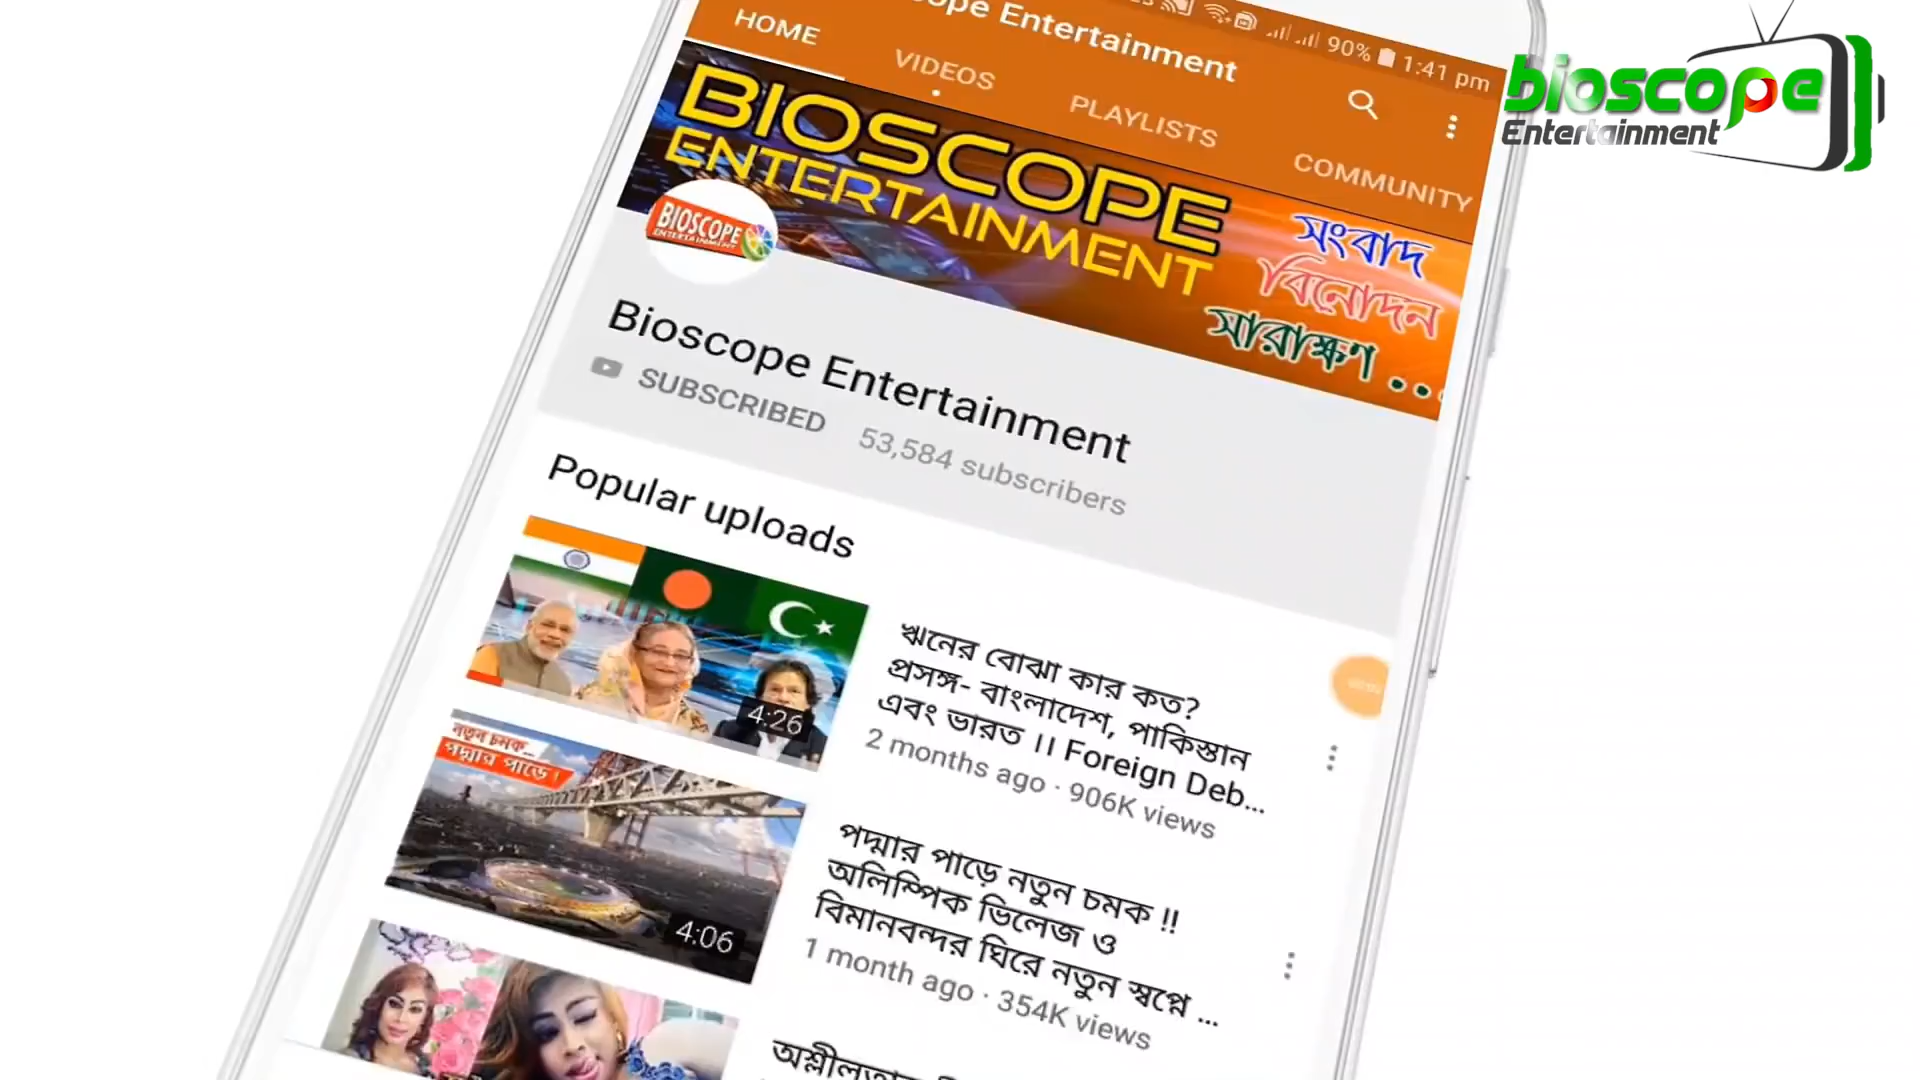 cope Entertainment
90% 1:41 pm
HOME
VIDEOS
PLAYLISTS
COMMUNITY
bioscope
Entertainment
BIOSCOPE
ENTERTAINMENT
সংবাদ
বিনোদন
সারাক্ষণ ...
BIOSCOPE
ENTERTAINMENT
Bioscope Entertainment
SUBSCRIBED 53,584 subscribers
Popular uploads
4:26
ঋনের বোঝা কার কত?
প্রসঙ্গ- বাংলাদেশ, পাকিস্তান
এবং ভারত ।। Foreign Deb...
2 months ago · 906K views
নতুন চমক...
পদ্মার পাড়ে !
4:06
পদ্মার পাড়ে নতুন চমক !!
অলিম্পিক ভিলেজ ও
বিমানবন্দর ঘিরে নতুন স্বপ্নে ...
1 month ago · 354K views